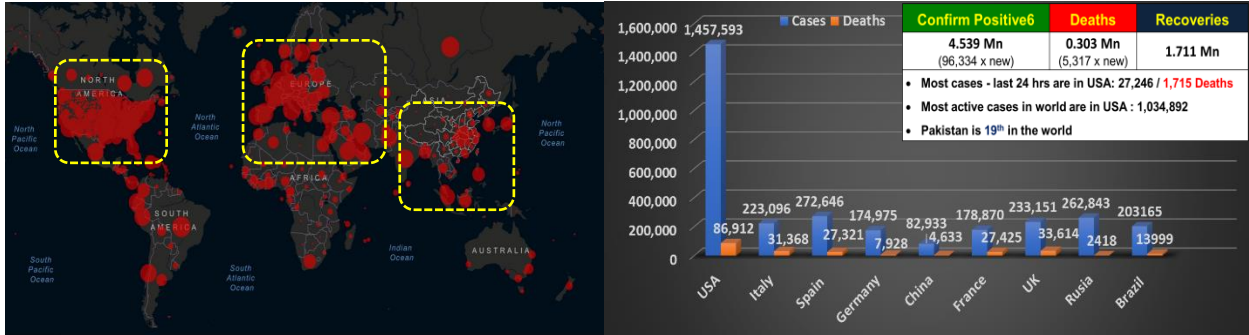 NORTH
AMERICA
EUROPE
ASIA
North
Pacific
Ocean
North
Atlantic
Ocean
North
Pacific
Ocean
AFRICA
SOUTH
AMERICA
Indian
Ocean
AUSTRALIA
South
Pacific
Ocean
South
Atlantic
Ocean
Cases Deaths
1,600,000
1,400,000
1,200,000
1,000,000
800,000
600,000
400,000
200,000
0
1,457,593
86,912
223,096
31,368
272,646
27,321
174,975
7,928
82,933
4,633
178,870
27,425
233,151
33,614
262,843
2418
203165
13999
USA
Italy
Spain
Germany
China
France
UK
Rusia
Brazil
Confirm Positive6 Deaths Recoveries
4.539 Mn 0.303 mn 1.711 Mn
(96,334 x new) (5,317 x new)
• Most cases - last 24 hrs are in USA: 27,246 / 1,715 Deaths
• Most active cases in world are in USA : 1,034,892
• Pakistan is 19th in the world